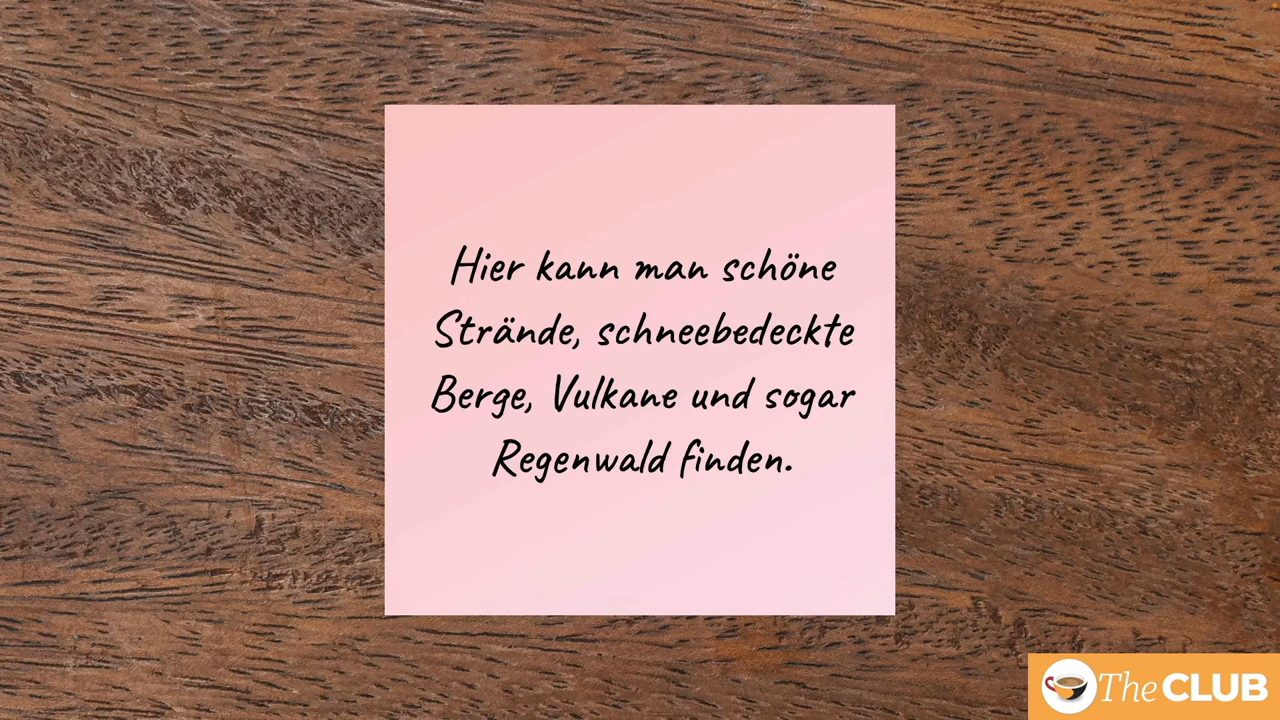 Hier kann man schöne
Strände, schneebedeckte
Berge, Vulkane und sogar
Regenwald finden.
The CLUB